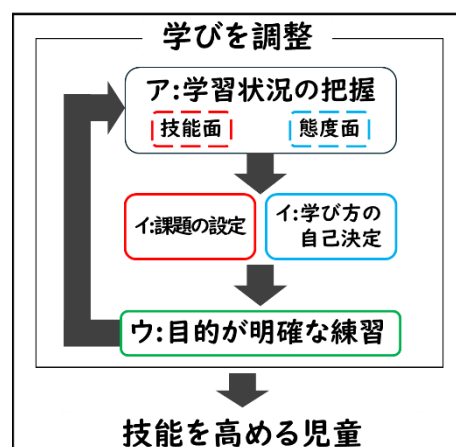 学びを調整
ア:学習状況の把握
技能面 態度面
イ:課題の設定
イ:学び方の
自己決定
ウ:目的が明確な練習
技能を高める児童